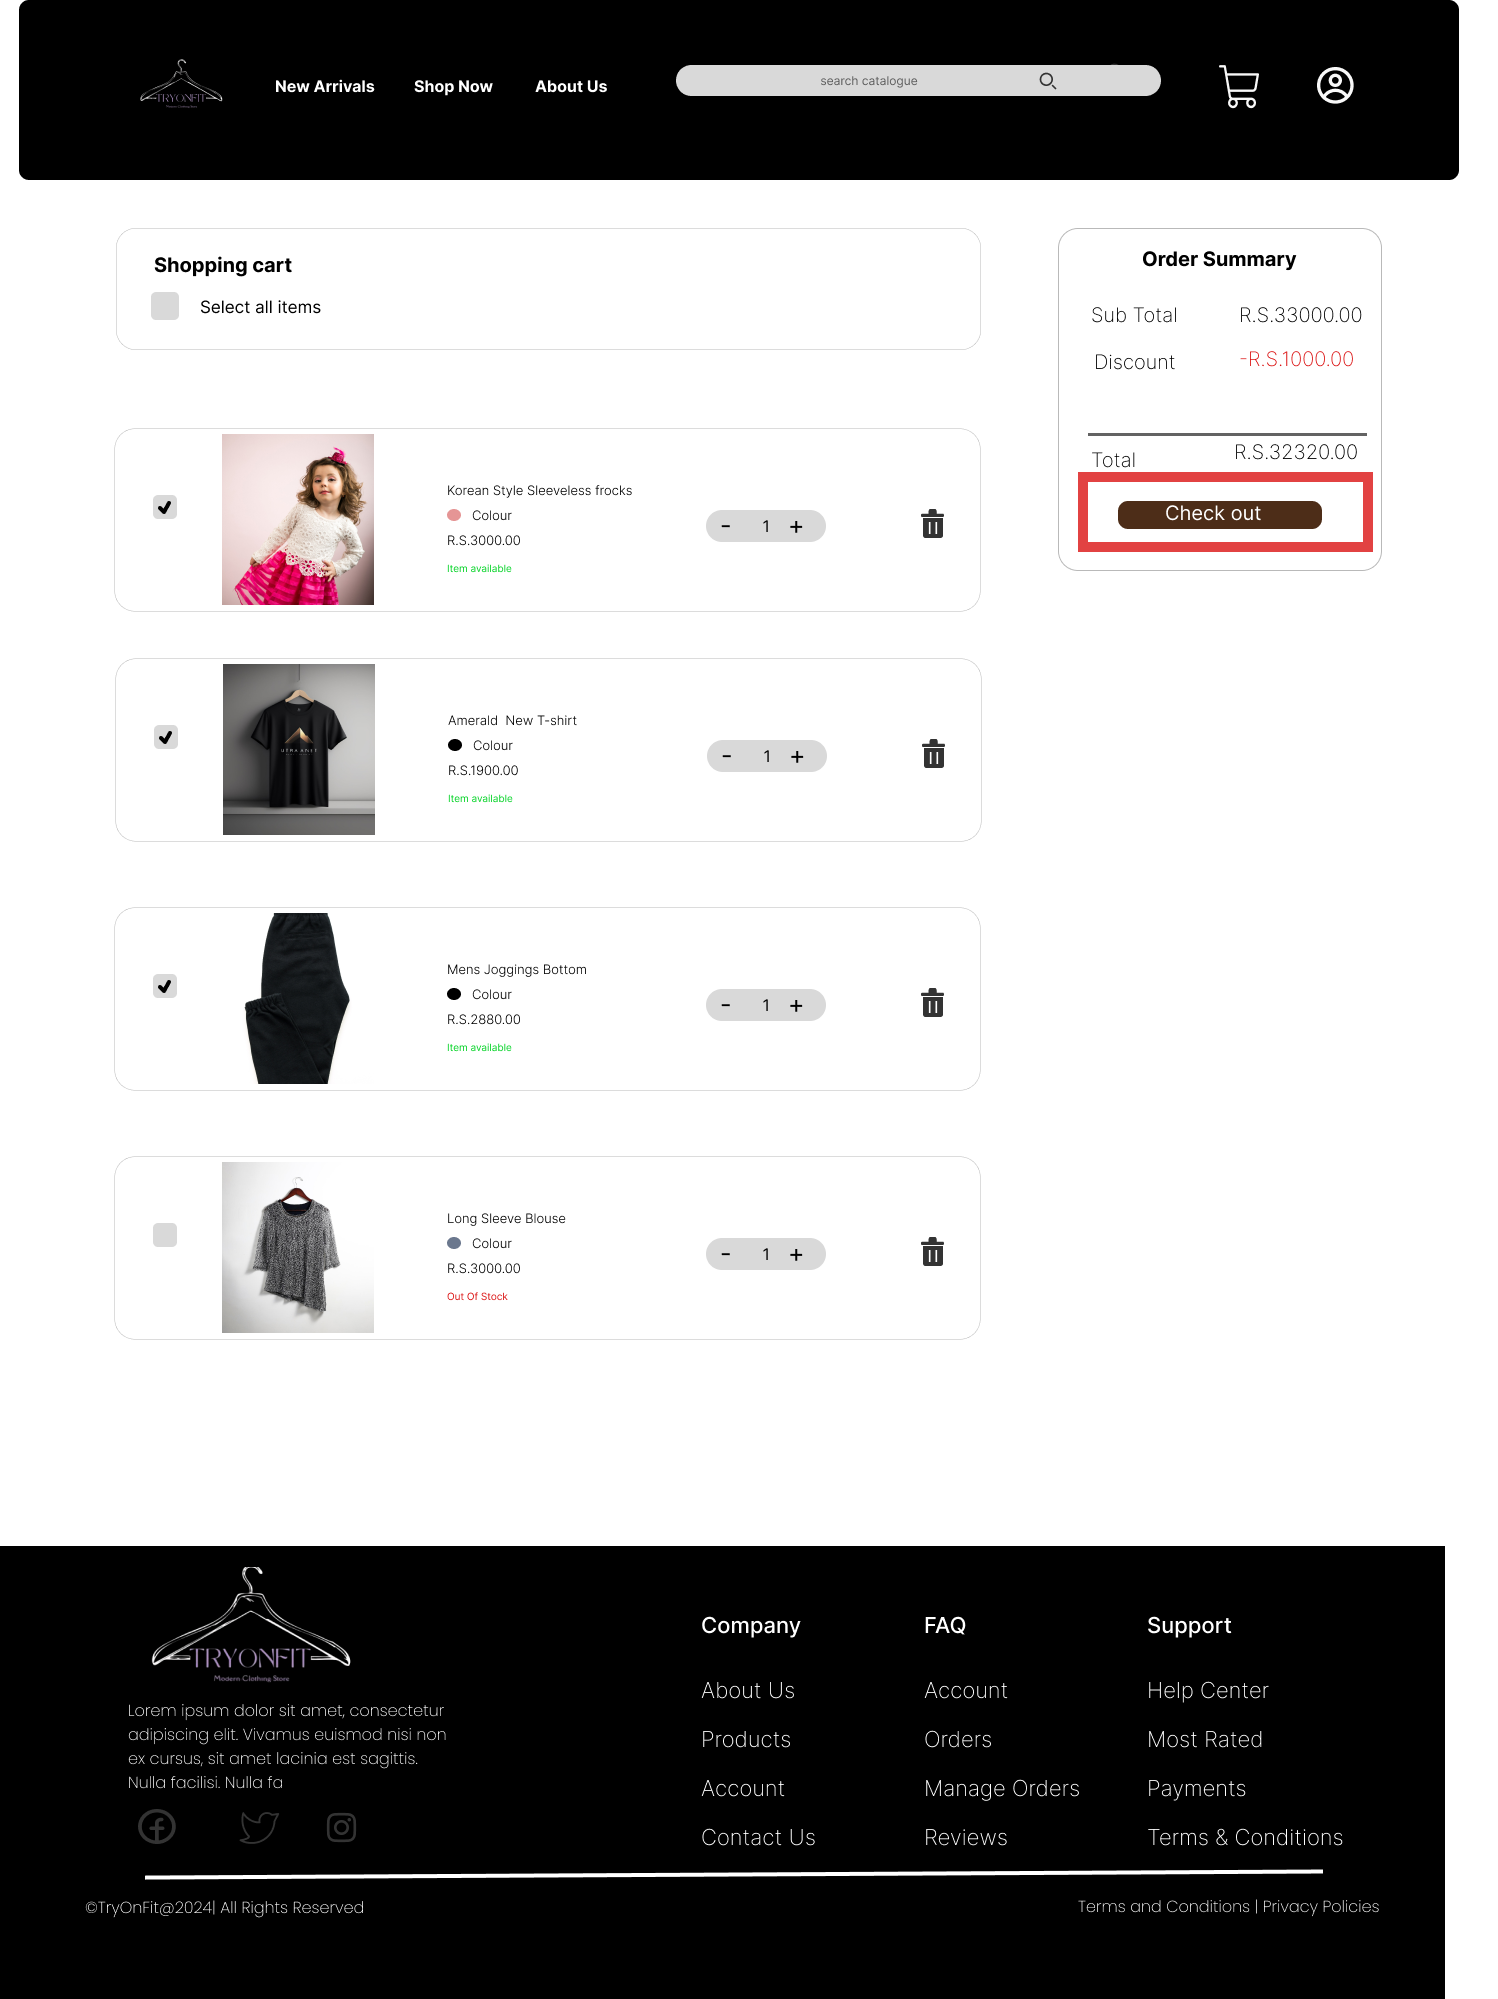 TRYONFIT
New Arrivals
Shop Now
About Us
search catalogue
Shopping cart
Select all items
Order Summary
Sub Total R.S.33000.00
Discount -R.S.1000.00
Total R.S.32320.00
Check out
Korean Style Sleeveless frocks
Colour
R.S.3000.00
Item available
- 1 +
Amerald New T-shirt
Colour
R.S.1900.00
Item available
- 1 +
Mens Joggings Bottom
Colour
R.S.2880.00
Item available
- 1 +
Long Sleeve Blouse
Colour
R.S.3000.00
Out Of Stock
- 1 +
TRYONFIT
Modern Clothing Store
Lorem ipsum dolor sit amet, consectetur
adipiscing elit. Vivamus euismod nisi non
ex cursus, sit amet lacinia est sagittis.
Nulla facilisi. Nulla fa
Company
About Us
Products
Account
Contact Us
FAQ
Account
Orders
Manage Orders
Reviews
Support
Help Center
Most Rated
Payments
Terms & Conditions
©TryOnFit@2024| All Rights Reserved
Terms and Conditions | Privacy Policies